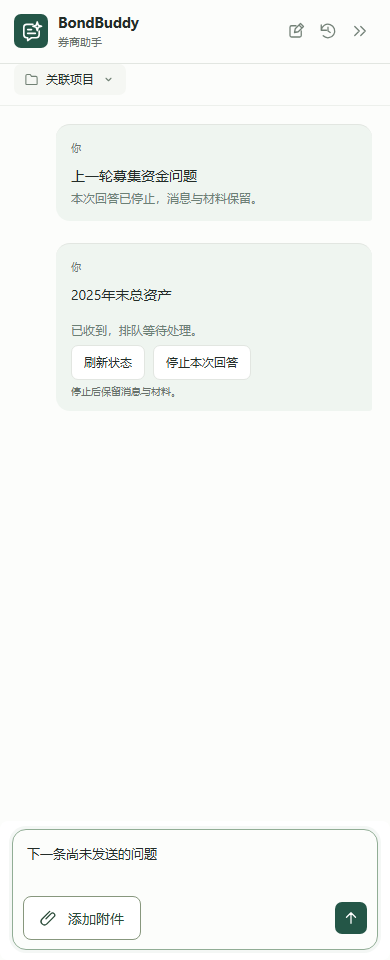 BondBuddy
券商助手
关联项目
你
上一轮募集资金问题
本次回答已停止，消息与材料保留。
你
2025年末总资产
已收到，排队等待处理。
刷新状态 停止本次回答
停止后保留消息与材料。
下一条尚未发送的问题
添加附件